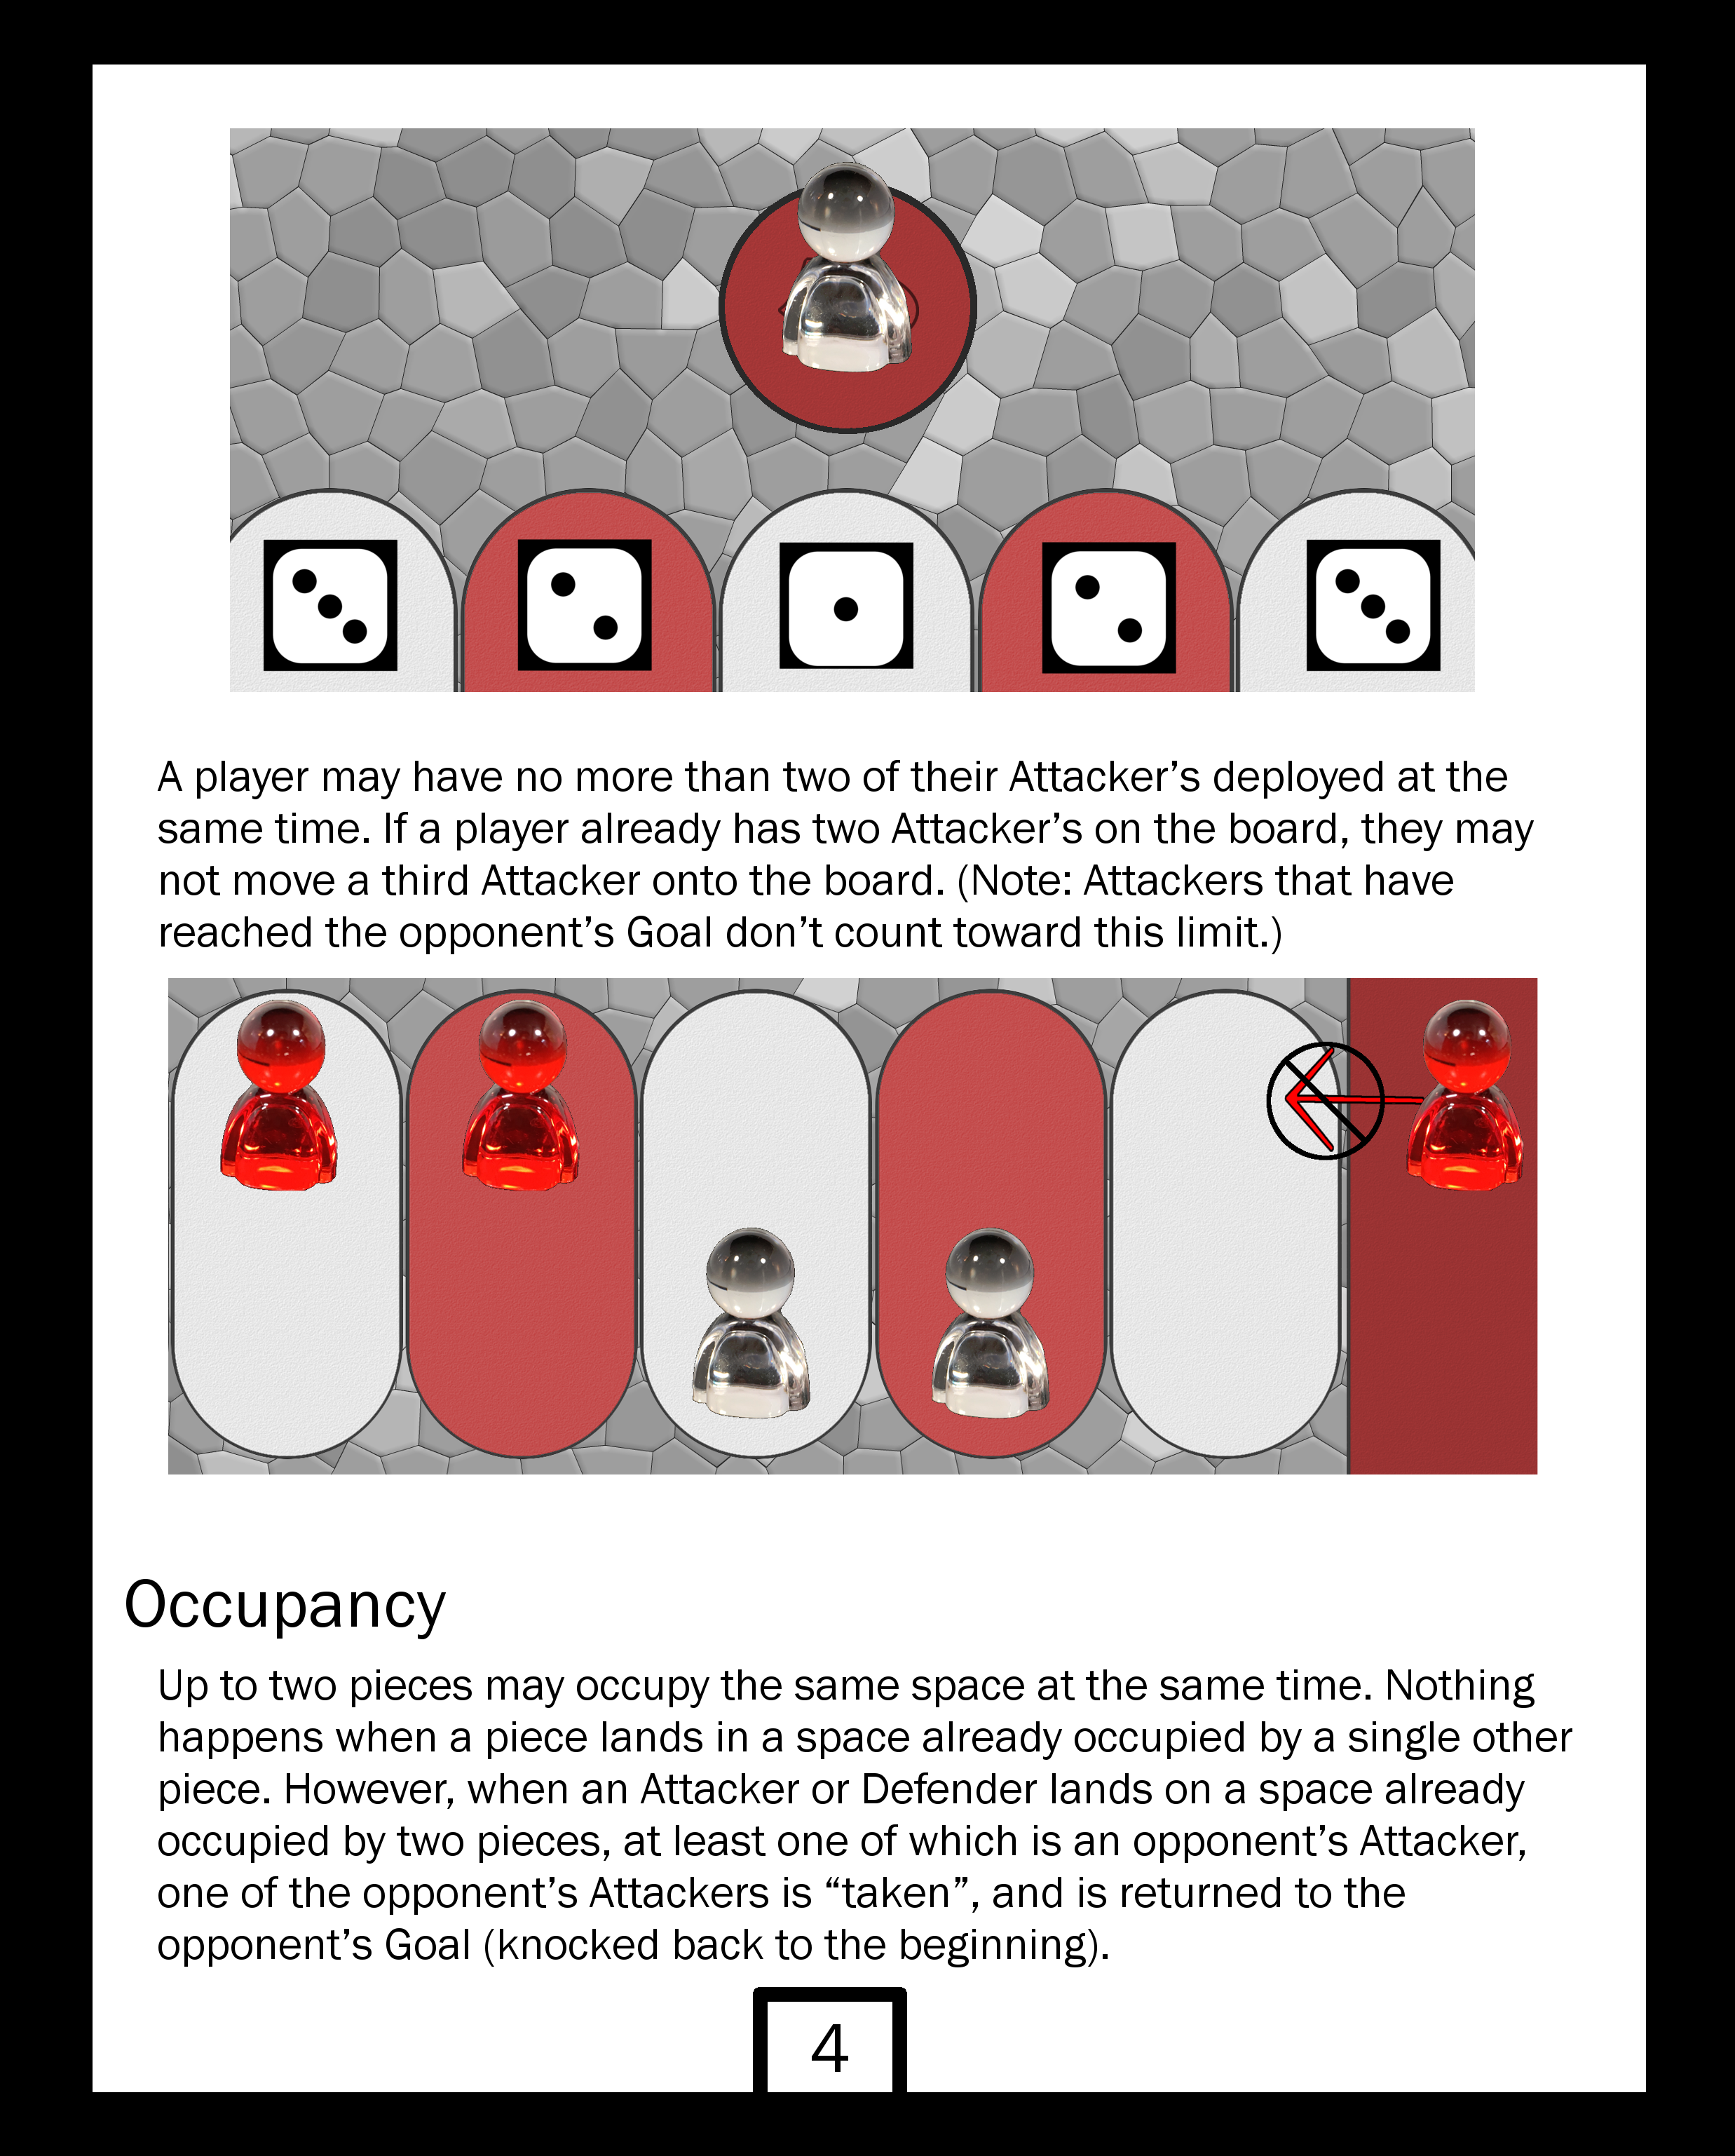 A player may have no more than two of their Attacker’s deployed at the
same time. If a player already has two Attacker’s on the board, they may
not move a third Attacker onto the board. (Note: Attackers that have
reached the opponent’s Goal don’t count toward this limit.)
Occupancy
Up to two pieces may occupy the same space at the same time. Nothing
happens when a piece lands in a space already occupied by a single other
piece. However, when an Attacker or Defender lands on a space already
occupied by two pieces, at least one of which is an opponent’s Attacker,
one of the opponent’s Attackers is “taken”, and is returned to the
opponent’s Goal (knocked back to the beginning).
4